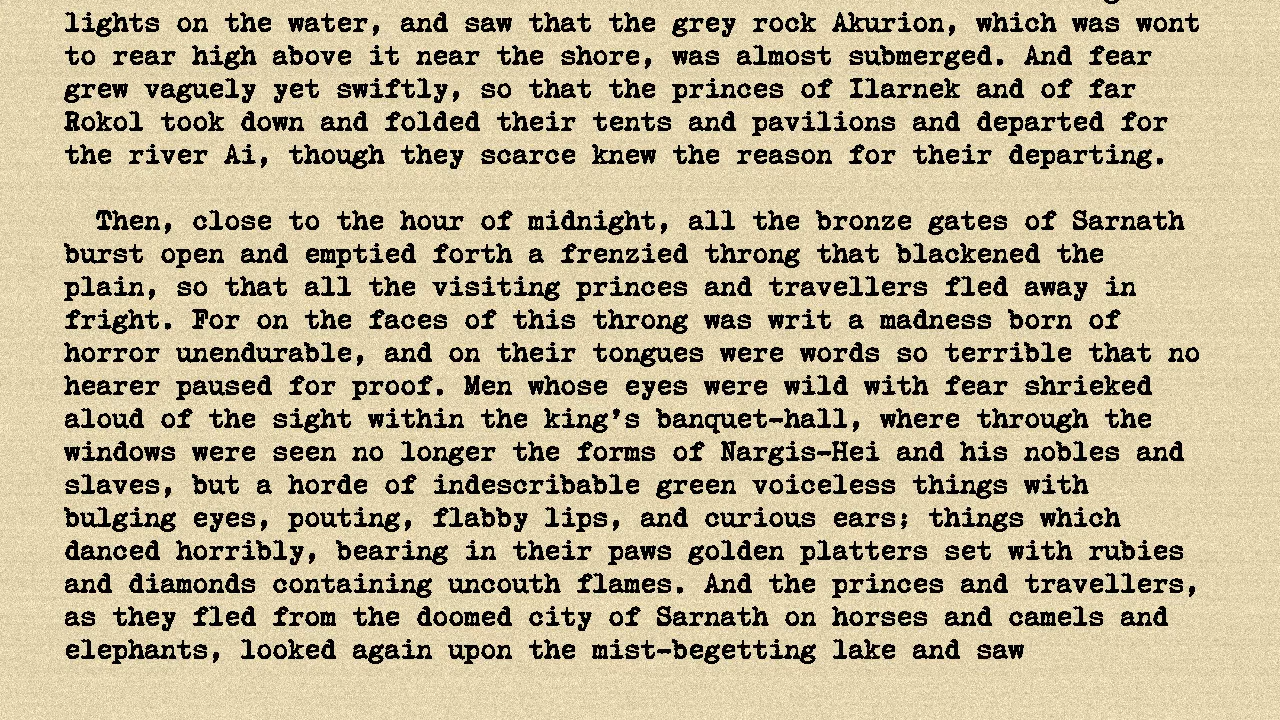 lights on the water, and saw that the grey rock Akurion, which was wont
to rear high above it near the shore, was almost submerged. And fear
grew vaguely yet swiftly, so that the princes of Ilarnek and of far
Rokol took down and folded their tents and pavilions and departed for
the river Ai, though they scarce knew the reason for their departing.
Then, close to the hour of midnight, all the bronze gates of Sarnath
burst open and emptied forth a frenzied throng that blackened the
plain, so that all the visiting princes and travellers fled away in
fright. For on the faces of this throng was writ a madness born of
horror unendurable, and on their tongues were words so terrible that no
hearer paused for proof. Men whose eyes were wild with fear shrieked
aloud of the sight within the king's banquet-hall, where through the
windows were seen no longer the forms of Nargis-Hei and his nobles and
slaves, but a horde of indescribable green voiceless things with
bulging eyes, pouting, flabby lips, and curious ears; things which
danced horribly, bearing in their paws golden platters set with rubies
and diamonds containing uncouth flames. And the princes and travellers,
as they fled from the doomed city of Sarnath on horses and camels and
elephants, looked again upon the mist-begetting lake and saw